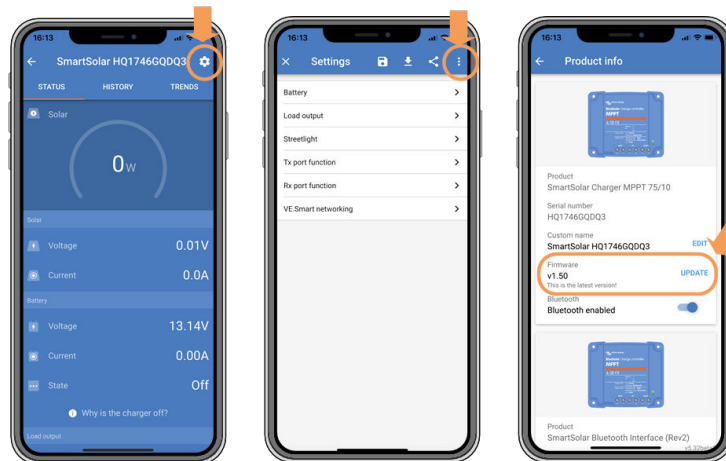 16:13
SmartSolar HQ1746GQDQ3
STATUS HISTORY TRENDS
Solar
0W
Solar
Voltage 0.01V
Current 0.0A
Battery
Voltage 13.14V
Current 0.00A
State Off
Why is the charger off?
Load output
16:13
Settings
Battery
Load output
Streetlight
Tx port function
Rx port function
VE.Smart networking
16:13
Product info
MPPT
Product
SmartSolar Charger MPPT 75/10
Serial number
HQ1746GQDQ3
Custom name
SmartSolar HQ1746GQDQ3 EDIT
Firmware
v1.50 UPDATE
This is the latest version!
Bluetooth
Bluetooth enabled
MPPT
Product
SmartSolar Bluetooth Interface (Rev2)